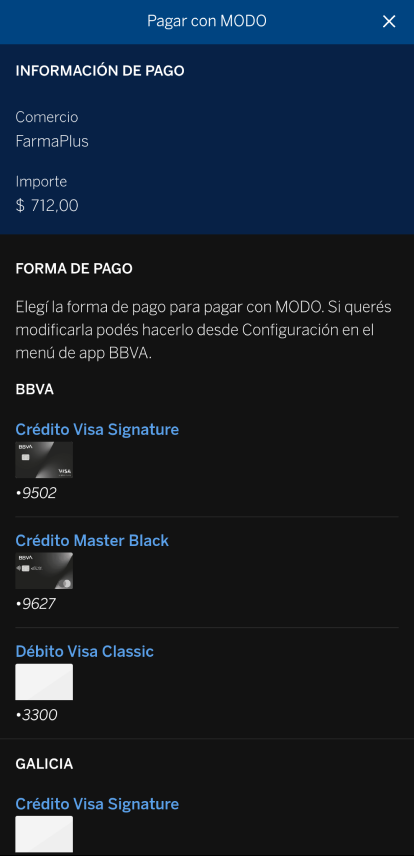 Pagar con MODO
INFORMACIÓN DE PAGO
Comercio
FarmaPlus
Importe
$ 712,00
FORMA DE PAGO
Elegí la forma de pago para pagar con MODO. Si querés
modificarla podés hacerlo desde Configuración en el
menú de app BBVA.
BBVA
Crédito Visa Signature
BBVA
VISA
•9502
Crédito Master Black
BBVA
•9627
Débito Visa Classic
•3300
GALICIA
Crédito Visa Signature